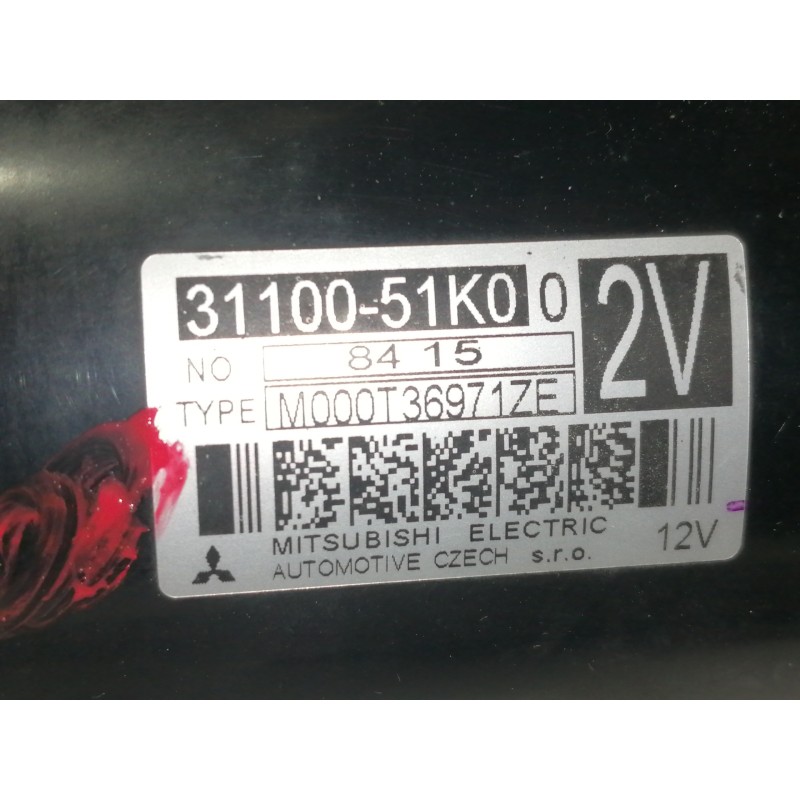 31100-51K0 0
2V
NO 84 15
TYPE M000T36971ZE
MITSUBISHI ELECTRIC
AUTOMOTIVE CZECH s.r.o.
12V